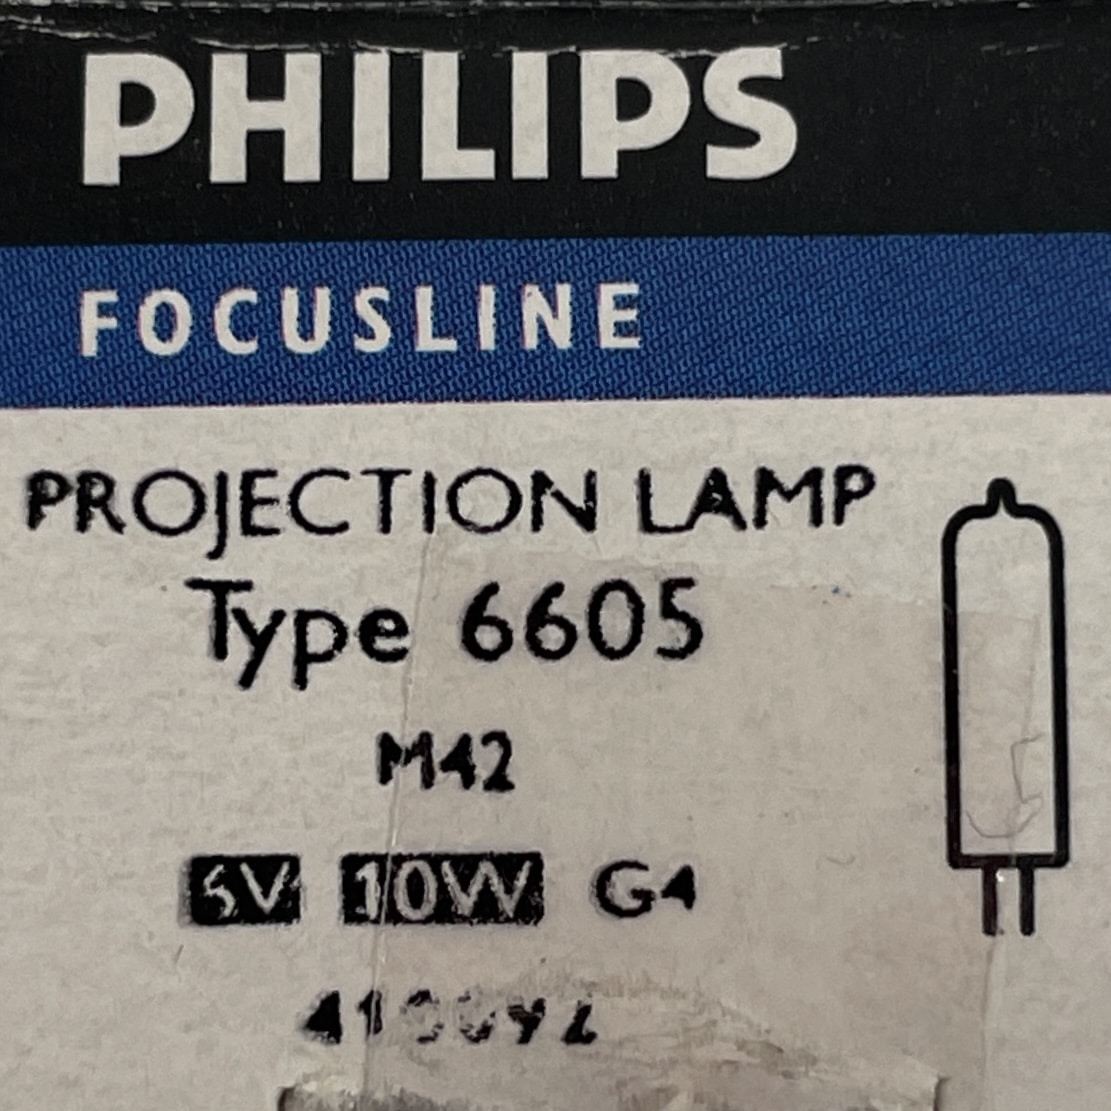 PHILIPS
FOCUSLINE
PROJECTION LAMP
Type 6605
M42
6V 10W G4